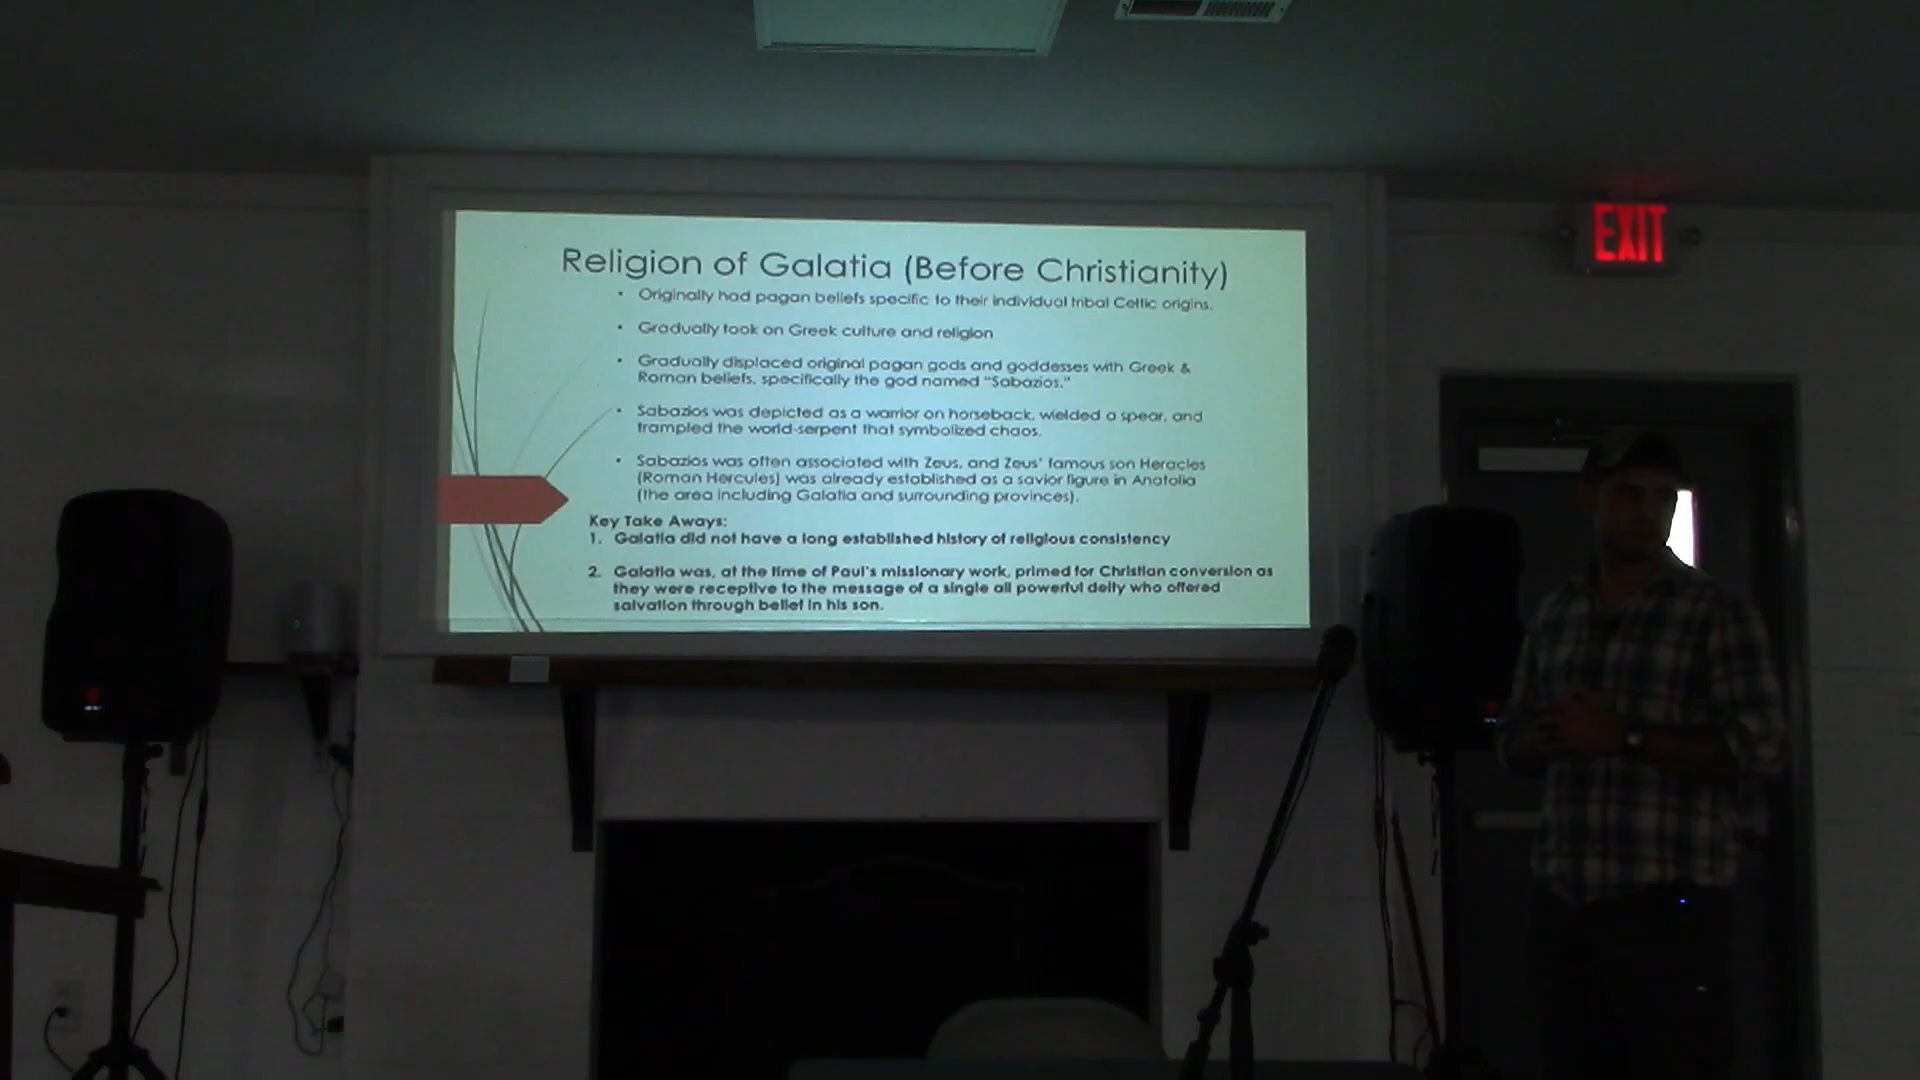 EXIT
Religion of Galatia (Before Christianity)
• Originally had pagan beliefs specific to their individual tribal Celtic origins.
• Gradually took on Greek culture and religion
• Gradually displaced original pagan gods and goddesses with Greek &
Roman beliefs, specifically the god named "Sabazios."
• Sabazios was depicted as a warrior on horseback, wielded a spear, and
trampled the world-serpent that symbolized chaos.
• Sabazios was often associated with Zeus, and Zeus' famous son Heracles
(Roman Hercules) was already established as a savior figure in Anatolia
(the area including Galatia and surrounding provinces).
Key Take Aways:
1. Galatia did not have a long established history of religious consistency
2. Galatia was, at the time of Paul's missionary work, primed for Christian conversion as
they were receptive to the message of a single all powerful deity who offered
salvation through belief in his son.